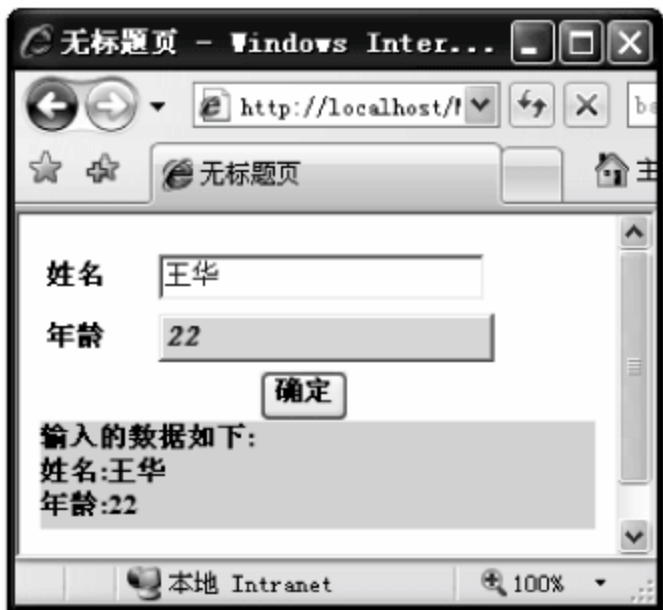 无标题页 - Windows Inter...
http://localhost/
无标题页
主
姓名 王华
年龄 22
确定
输入的数据如下:
姓名:王华
年龄:22
本地 Intranet 100%